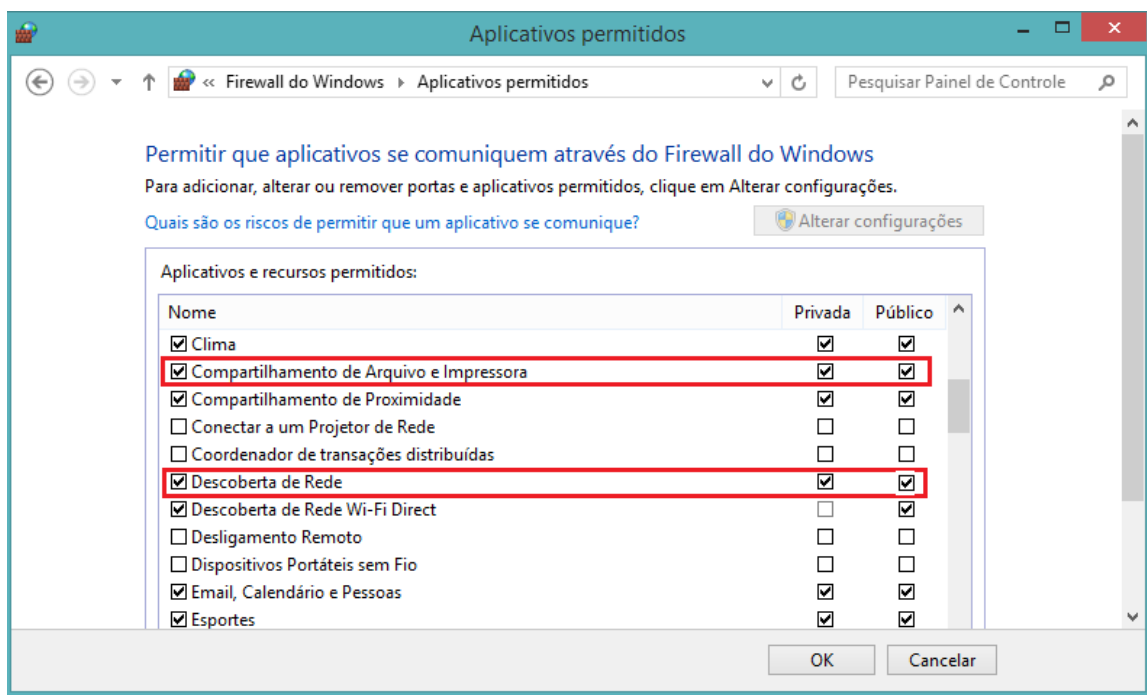 Aplicativos permitidos
« Firewall do Windows Aplicativos permitidos Pesquisar Painel de Controle
Permitir que aplicativos se comuniquem através do Firewall do Windows
Para adicionar, alterar ou remover portas e aplicativos permitidos, clique em Alterar configurações.
Quais são os riscos de permitir que um aplicativo se comunique? Alterar configurações
Aplicativos e recursos permitidos:
Nome Privada Público
Clima
Compartilhamento de Arquivo e Impressora
Compartilhamento de Proximidade
Conectar a um Projetor de Rede
Coordenador de transações distribuídas
Descoberta de Rede
Descoberta de Rede Wi-Fi Direct
Desligamento Remoto
Dispositivos Portáteis sem Fio
Email, Calendário e Pessoas
Esportes
OK Cancelar